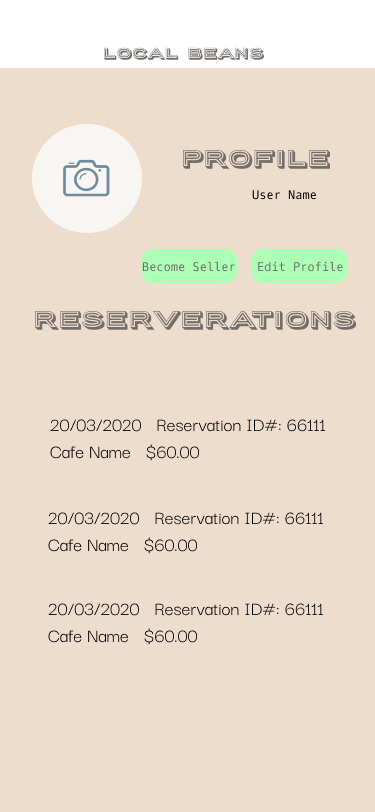 LOCAL BEANS
PROFILE
User Name
Become Seller
Edit Profile
RESERVERATIONS
20/03/2020 Reservation ID#: 66111
Cafe Name $60.00
20/03/2020 Reservation ID#: 66111
Cafe Name $60.00
20/03/2020 Reservation ID#: 66111
Cafe Name $60.00